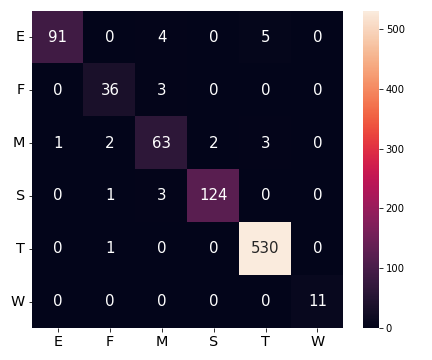 E 91 0 4 0 5 0
F 0 36 3 0 0 0
M 1 2 63 2 3 0
S 0 1 3 124 0 0
T 0 1 0 0 530 0
W 0 0 0 0 0 11
E F M S T W
500
400
300
200
100
0